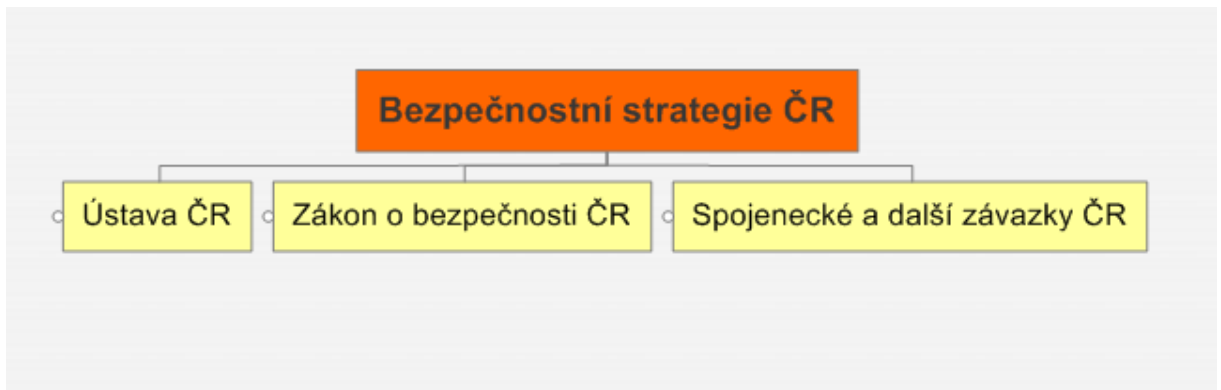 Bezpečnostní strategie ČR
Ústava ČR
Zákon o bezpečnosti ČR
Spojenecké a další závazky ČR